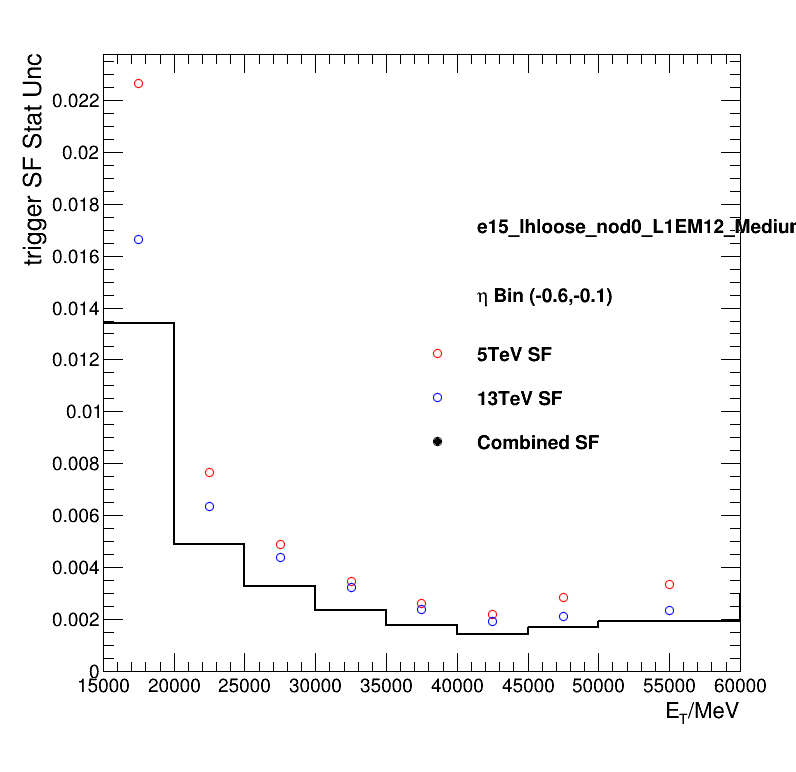 trigger SF Stat Unc
0.022
0.02
0.018
0.016
0.014
0.012
0.01
0.008
0.006
0.004
0.002
0
e15_lhloose_nod0_L1EM12_Medium
η Bin (-0.6,-0.1)
5TeV SF
13TeV SF
Combined SF
15000 20000 25000 30000 35000 40000 45000 50000 55000 60000
E_T/MeV